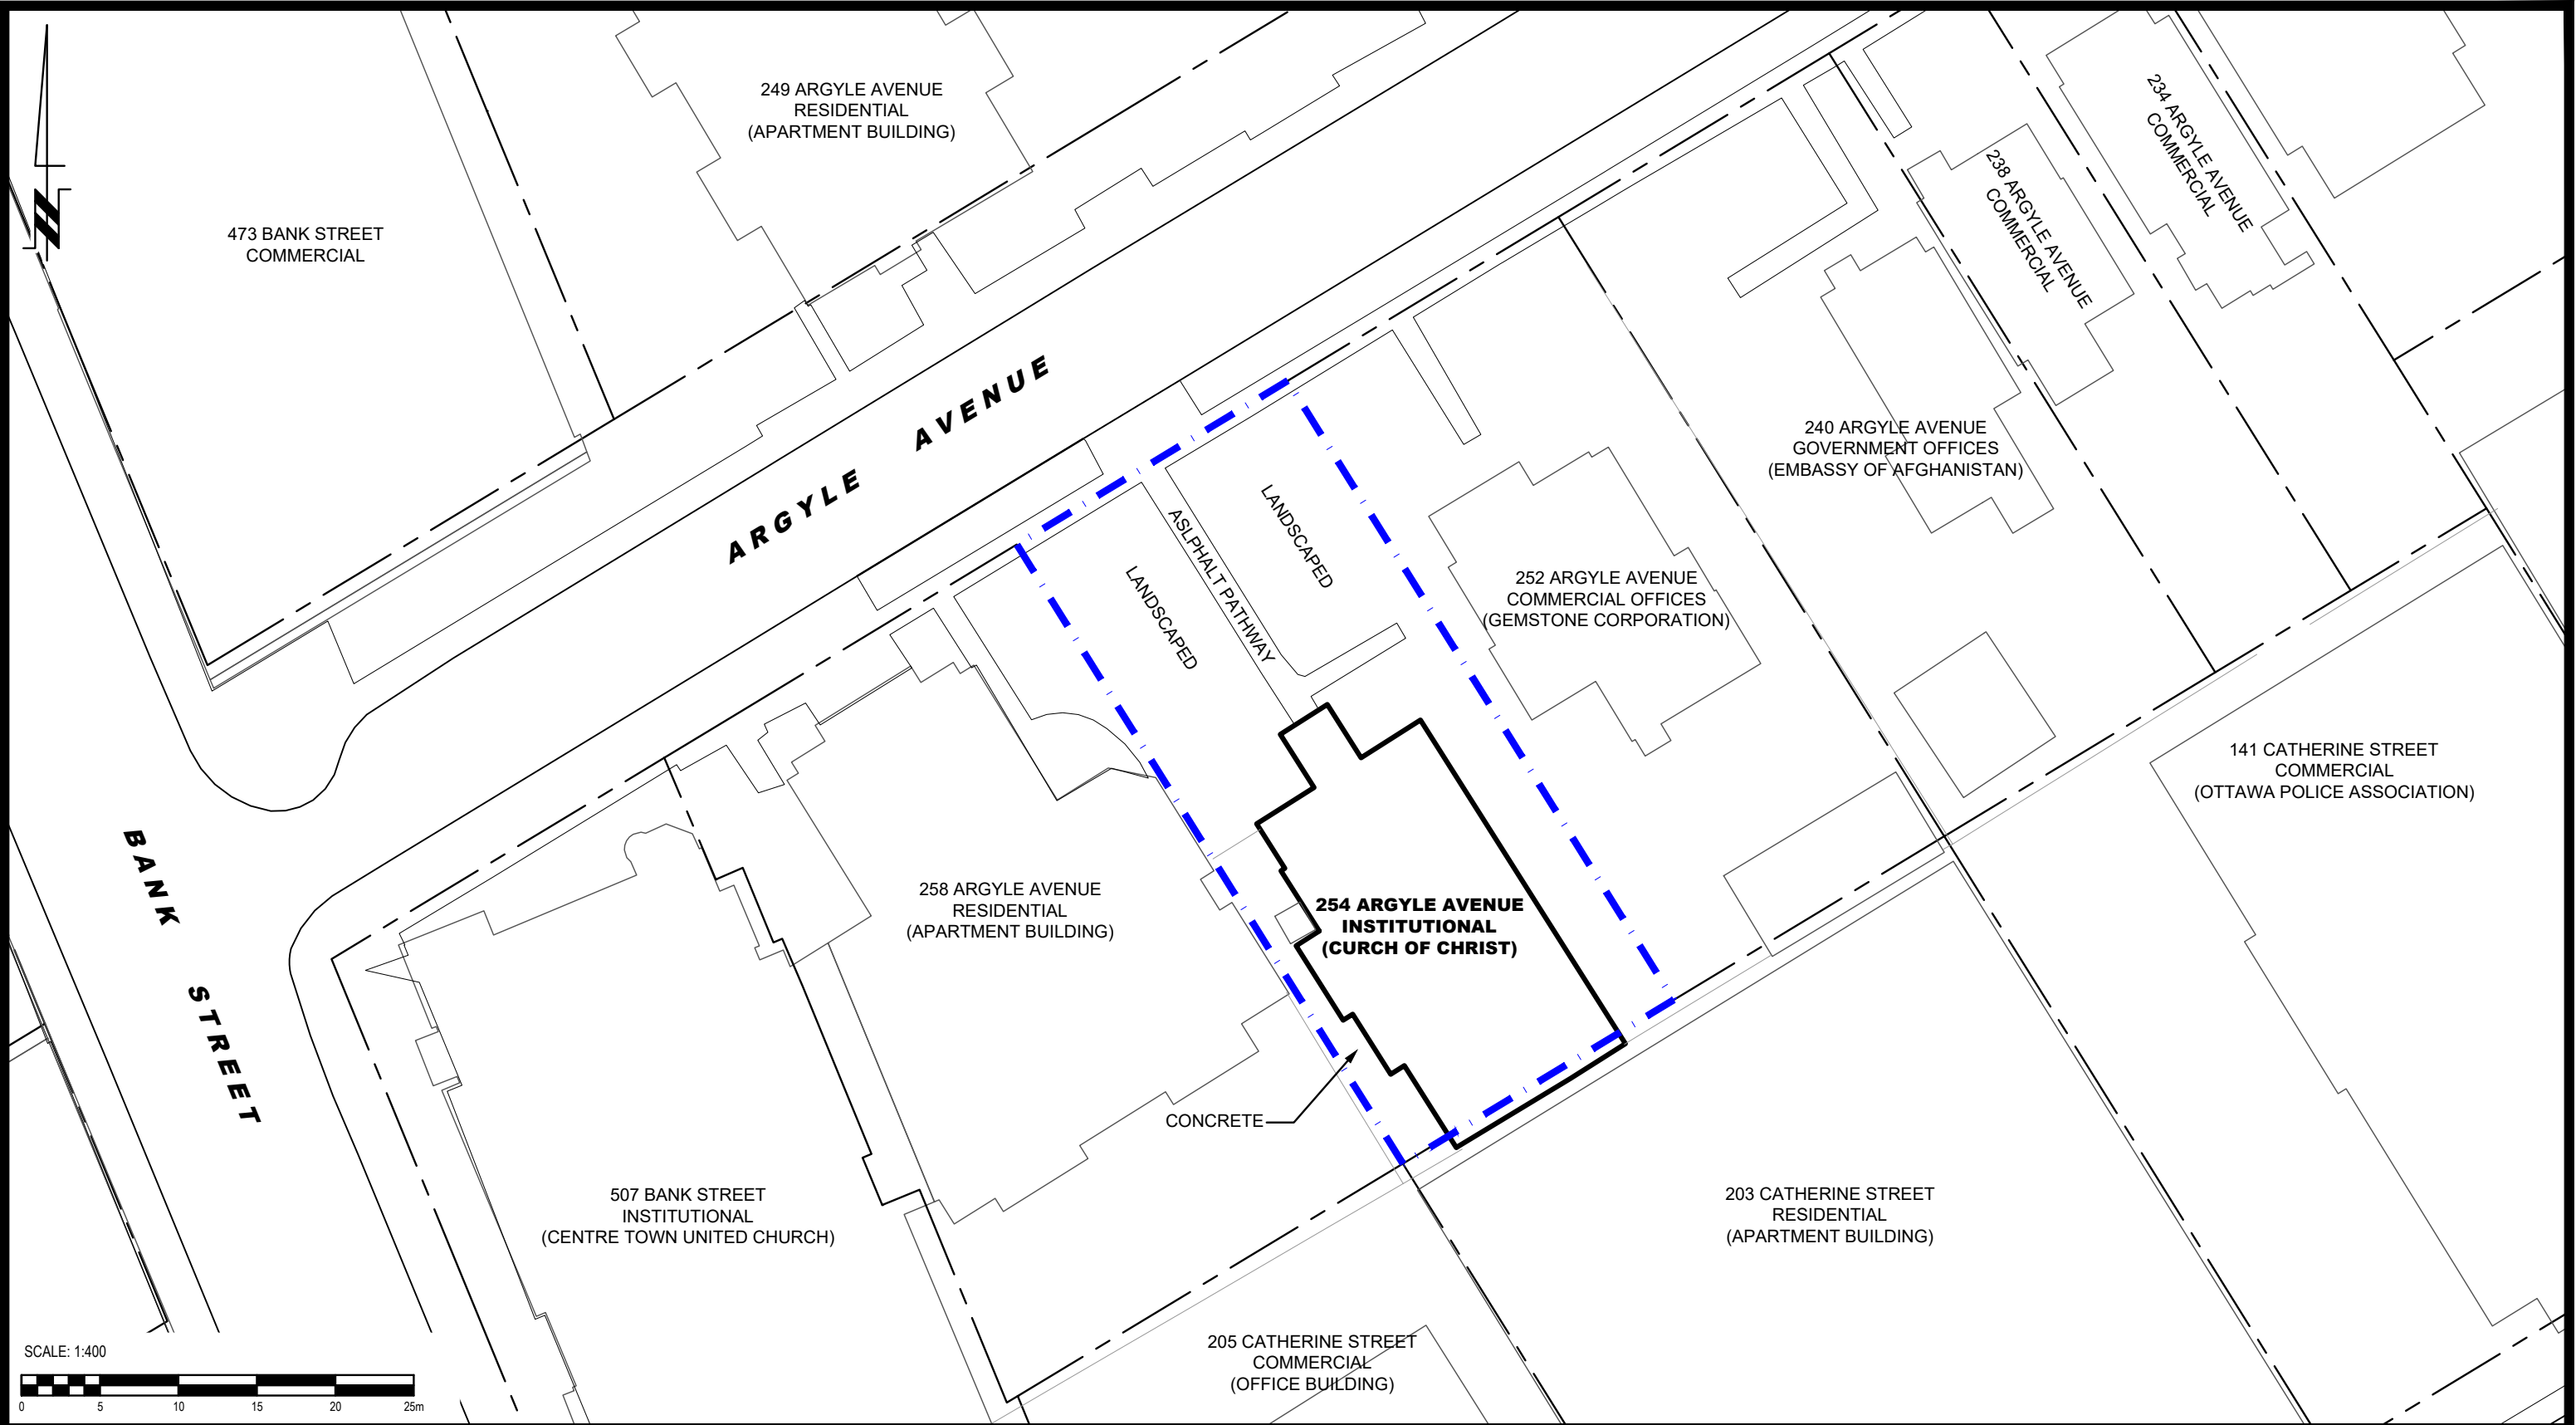 249 ARGYLE AVENUE
RESIDENTIAL
(APARTMENT BUILDING)
234 ARGYLE AVENUE
COMMERCIAL
238 ARGYLE AVENUE
COMMERCIAL
473 BANK STREET
COMMERCIAL
ARGYLE AVENUE
240 ARGYLE AVENUE
GOVERNMENT OFFICES
(EMBASSY OF AFGHANISTAN)
LANDSCAPED
ASLPHALT PATHWAY
LANDSCAPED
252 ARGYLE AVENUE
COMMERCIAL OFFICES
(GEMSTONE CORPORATION)
141 CATHERINE STREET
COMMERCIAL
(OTTAWA POLICE ASSOCIATION)
BANK STREET
258 ARGYLE AVENUE
RESIDENTIAL
(APARTMENT BUILDING)
254 ARGYLE AVENUE
INSTITUTIONAL
(CURCH OF CHRIST)
CONCRETE
507 BANK STREET
INSTITUTIONAL
(CENTRE TOWN UNITED CHURCH)
203 CATHERINE STREET
RESIDENTIAL
(APARTMENT BUILDING)
205 CATHERINE STREET
COMMERCIAL
(OFFICE BUILDING)
SCALE: 1:400
0 5 10 15 20 25m